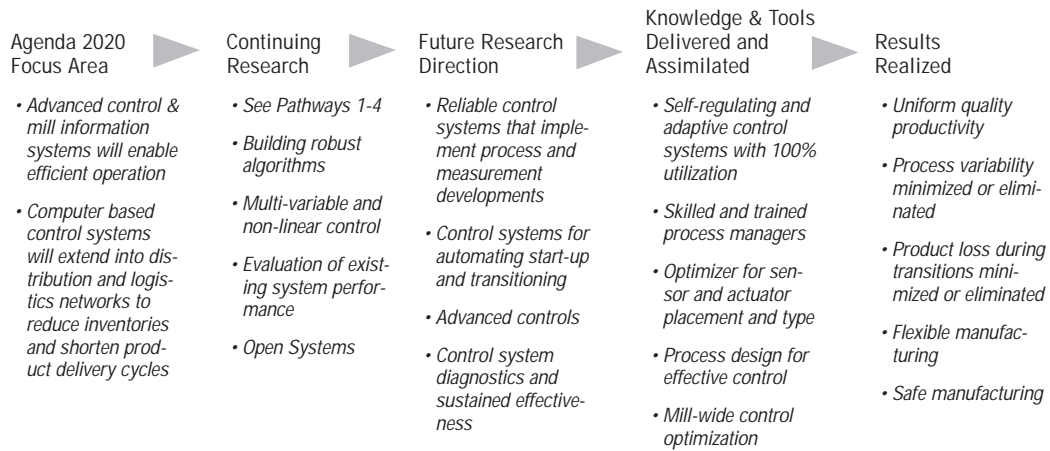 Agenda 2020
Focus Area
• Advanced control &
mill information
systems will enable
efficient operation
• Computer based
control systems
will extend into dis-
tribution and logis-
tics networks to
reduce inventories
and shorten prod-
uct delivery cycles
Continuing
Research
• See Pathways 1-4
• Building robust
algorithms
• Multi-variable and
non-linear control
• Evaluation of exist-
ing system perfor-
mance
• Open Systems
Future Research
Direction
• Reliable control
systems that imple-
ment process and
measurement
developments
• Control systems for
automating start-up
and transitioning
• Advanced controls
• Control system
diagnostics and
sustained effective-
ness
Knowledge & Tools
Delivered and
Assimilated
• Self-regulating and
adaptive control
systems with 100%
utilization
• Skilled and trained
process managers
• Optimizer for sen-
sor and actuator
placement and type
• Process design for
effective control
• Mill-wide control
optimization
Results
Realized
• Uniform quality
productivity
• Process variability
minimized or elimi-
nated
• Product loss during
transitions mini-
mized or eliminated
• Flexible manufac-
turing
• Safe manufacturing